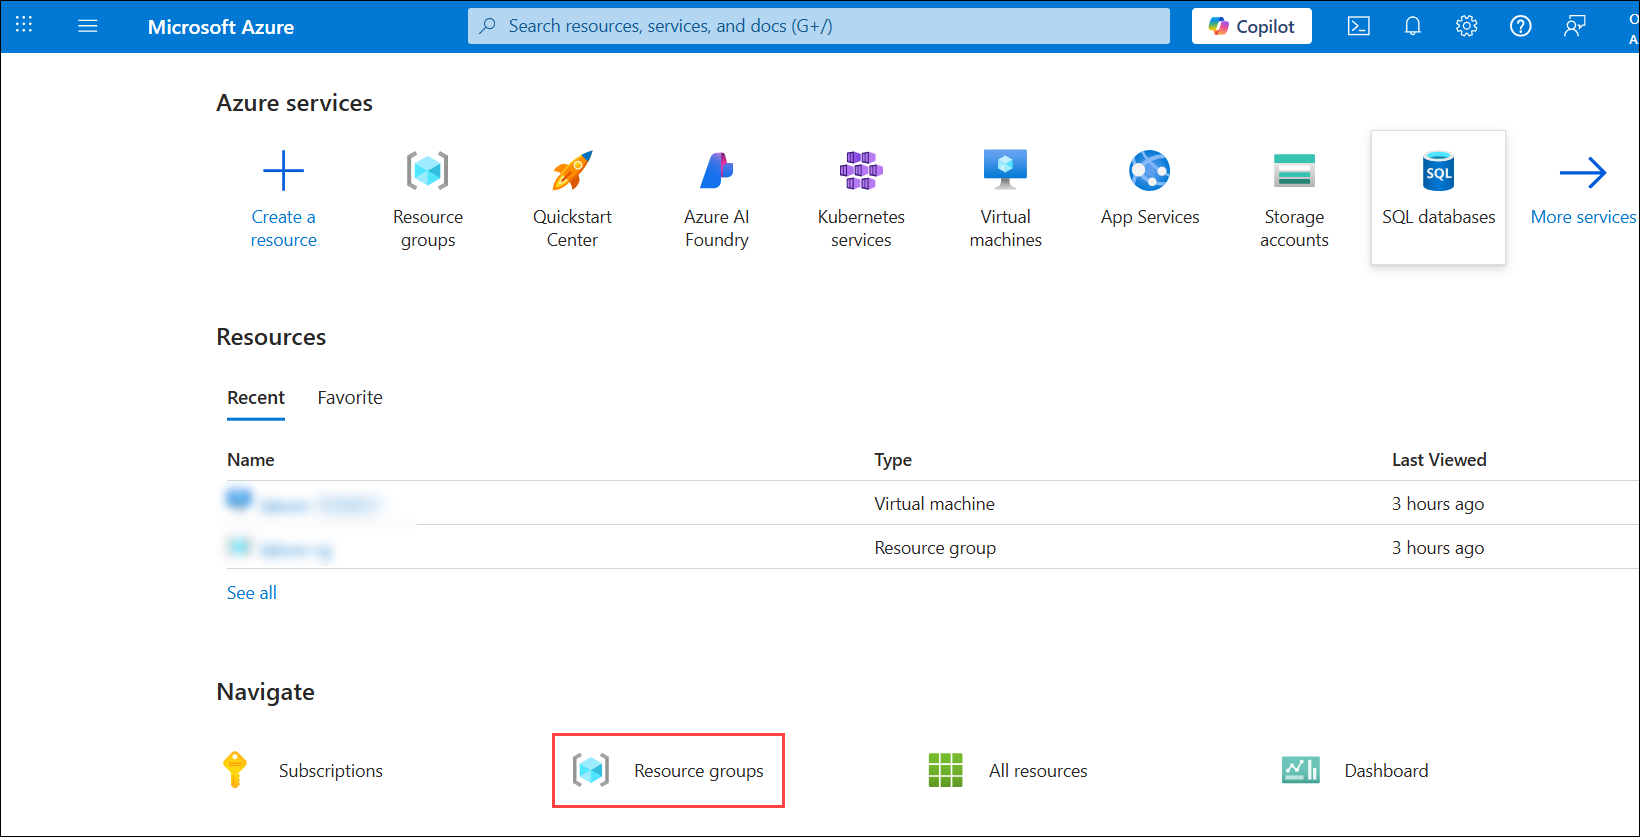 Microsoft Azure
Search resources, services, and docs (G+/)
Copilot
Azure services
Create a
resource
Resource
groups
Quickstart
Center
Azure AI
Foundry
Kubernetes
services
Virtual
machines
App Services
Storage
accounts
SQL
SQL databases
More services
Resources
Recent
Favorite
Name
Type
Last Viewed
Virtual machine
3 hours ago
Resource group
3 hours ago
See all
Navigate
Subscriptions
Resource groups
All resources
Dashboard